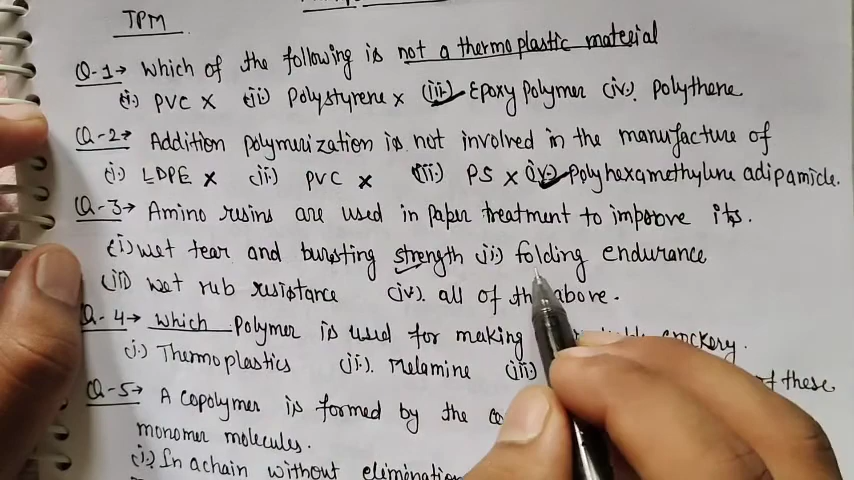 TPM
Q-1→ Which of the following is not a thermoplastic material
(i.) PVC × (ii.) Polystyrene × (iii.) Epoxy Polymer (iv.) Polythene
Q-2→ Addition polymerization is not involved in the manufacture of
(i.) LDPE × (ii) PVC × (iii.) PS × (iv.) Polyhexamethylene adipamide.
Q-3→ Amino resins are used in paper treatment to improve its.
(i) wet tear and bursting strength (ii.) folding endurance
(iii) wet rub resistance (iv). all of the above.
Q-4→ which Polymer is used for making crockery.
(i.) Thermoplastics (ii.). Melamine (iii) of these
Q-5→ A copolymer is formed by the
monomer molecules.
(i.) In a chain without